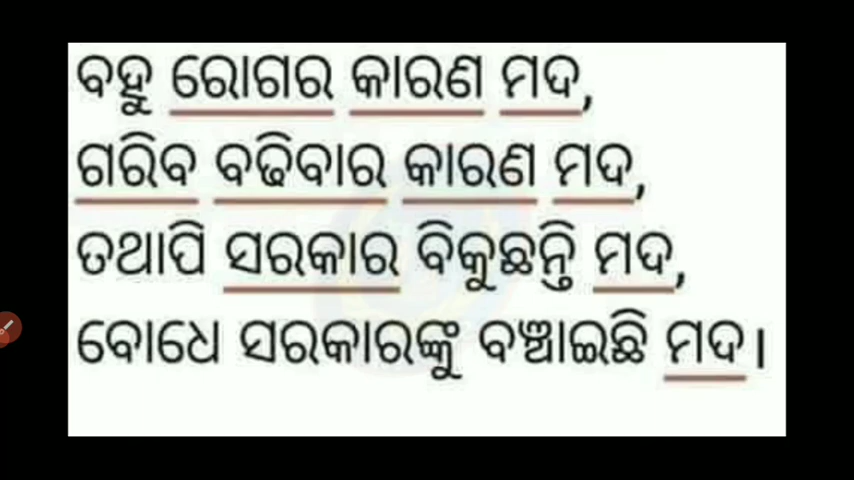 ବହୁ ରୋଗର କାରଣ ମଦ,
ଗରିବ ବଢିବାର କାରଣ ମଦ,
ତଥାପି ସରକାର ବିକୁଛନ୍ତି ମଦ,
ବୋଧେ ସରକାରଙ୍କୁ ବଞ୍ଚାଇଛି ମଦ।